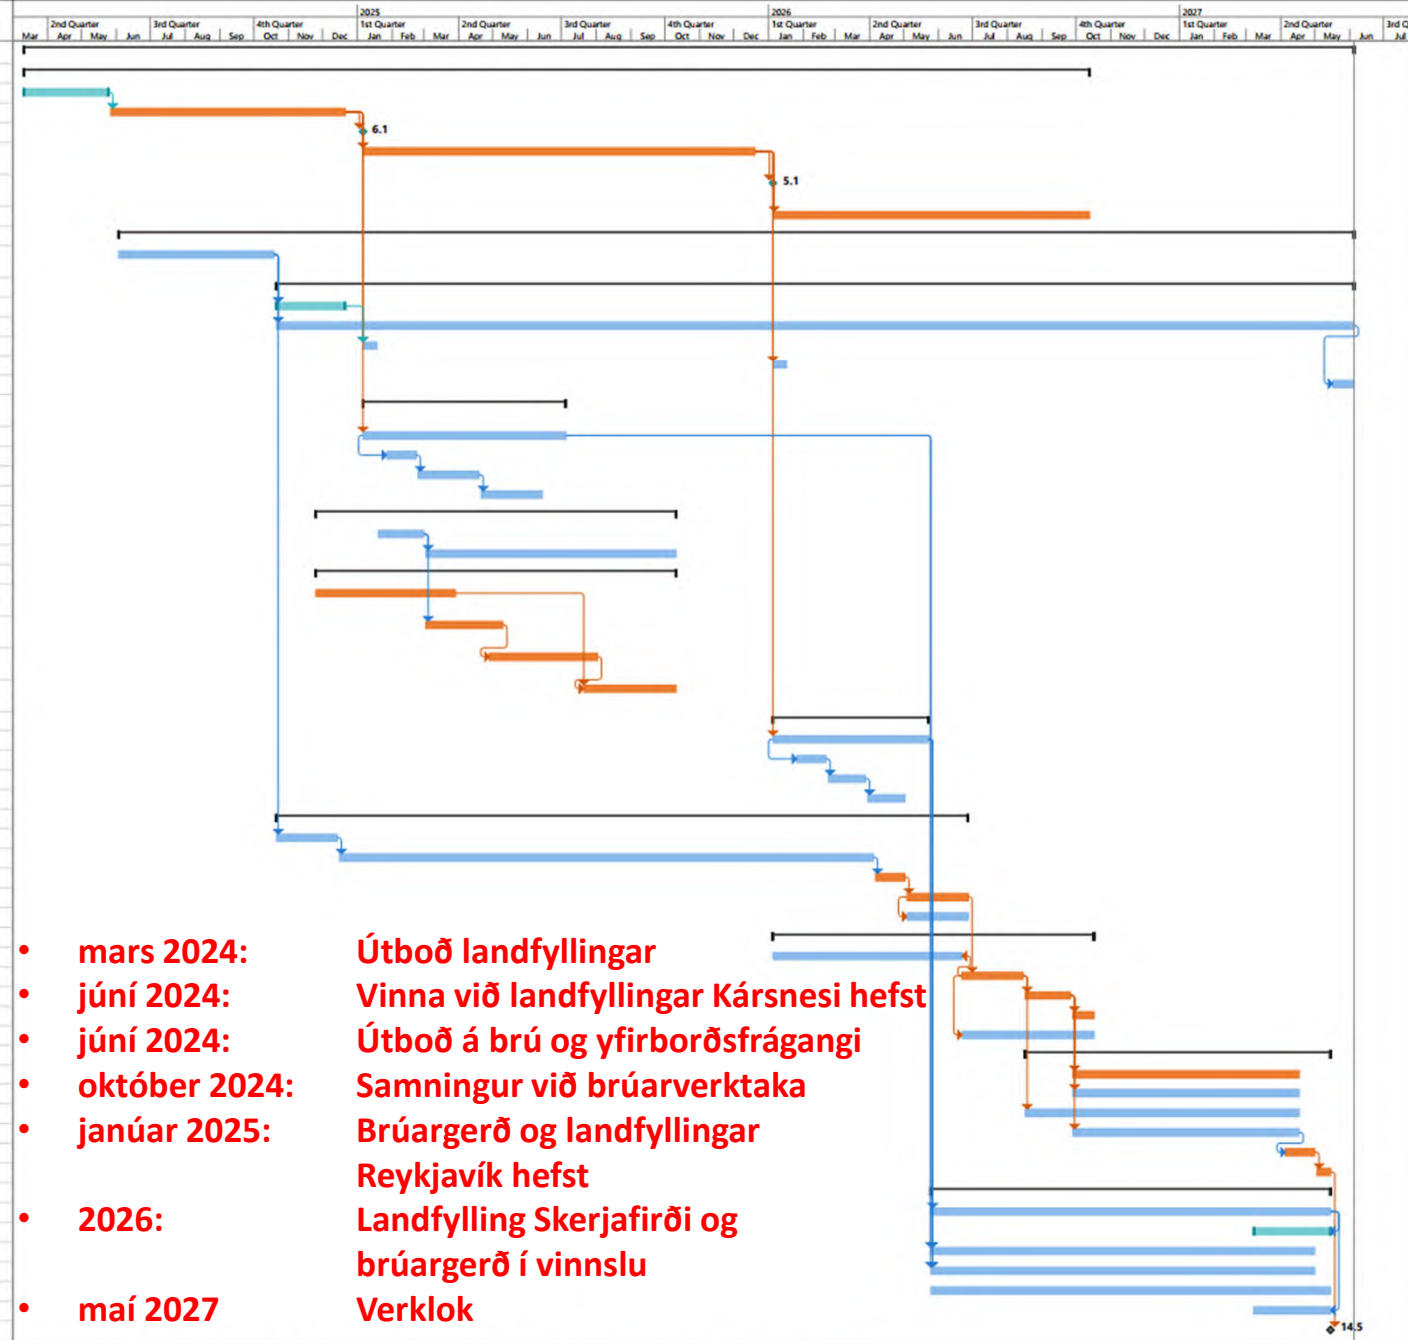 2025 2026 2027
2nd Quarter 3rd Quarter 4th Quarter 1st Quarter 2nd Quarter 3rd Quarter 4th Quarter 1st Quarter 2nd Quarter 3rd Quarter 4th Quarter 1st Quarter 2nd Quarter 3rd Q
Mar Apr May Jun Jul Aug Sep Oct Nov Dec Jan Feb Mar Apr May Jun Jul Aug Sep Oct Nov Dec Jan Feb Mar Apr May Jun Jul Aug Sep Oct Nov Dec Jan Feb Mar Apr May Jun Jul
6.1
5.1
• mars 2024: Útboð landfyllingar
• júní 2024: Vinna við landfyllingar Kársnesi hefst
• júní 2024: Útboð á brú og yfirborðsfrágangi
• október 2024: Samningur við brúarverktaka
• janúar 2025: Brúargerð og landfyllingar
Reykjavík hefst
• 2026: Landfylling Skerjafirði og
brúargerð í vinnslu
• maí 2027 Verklok
14.5